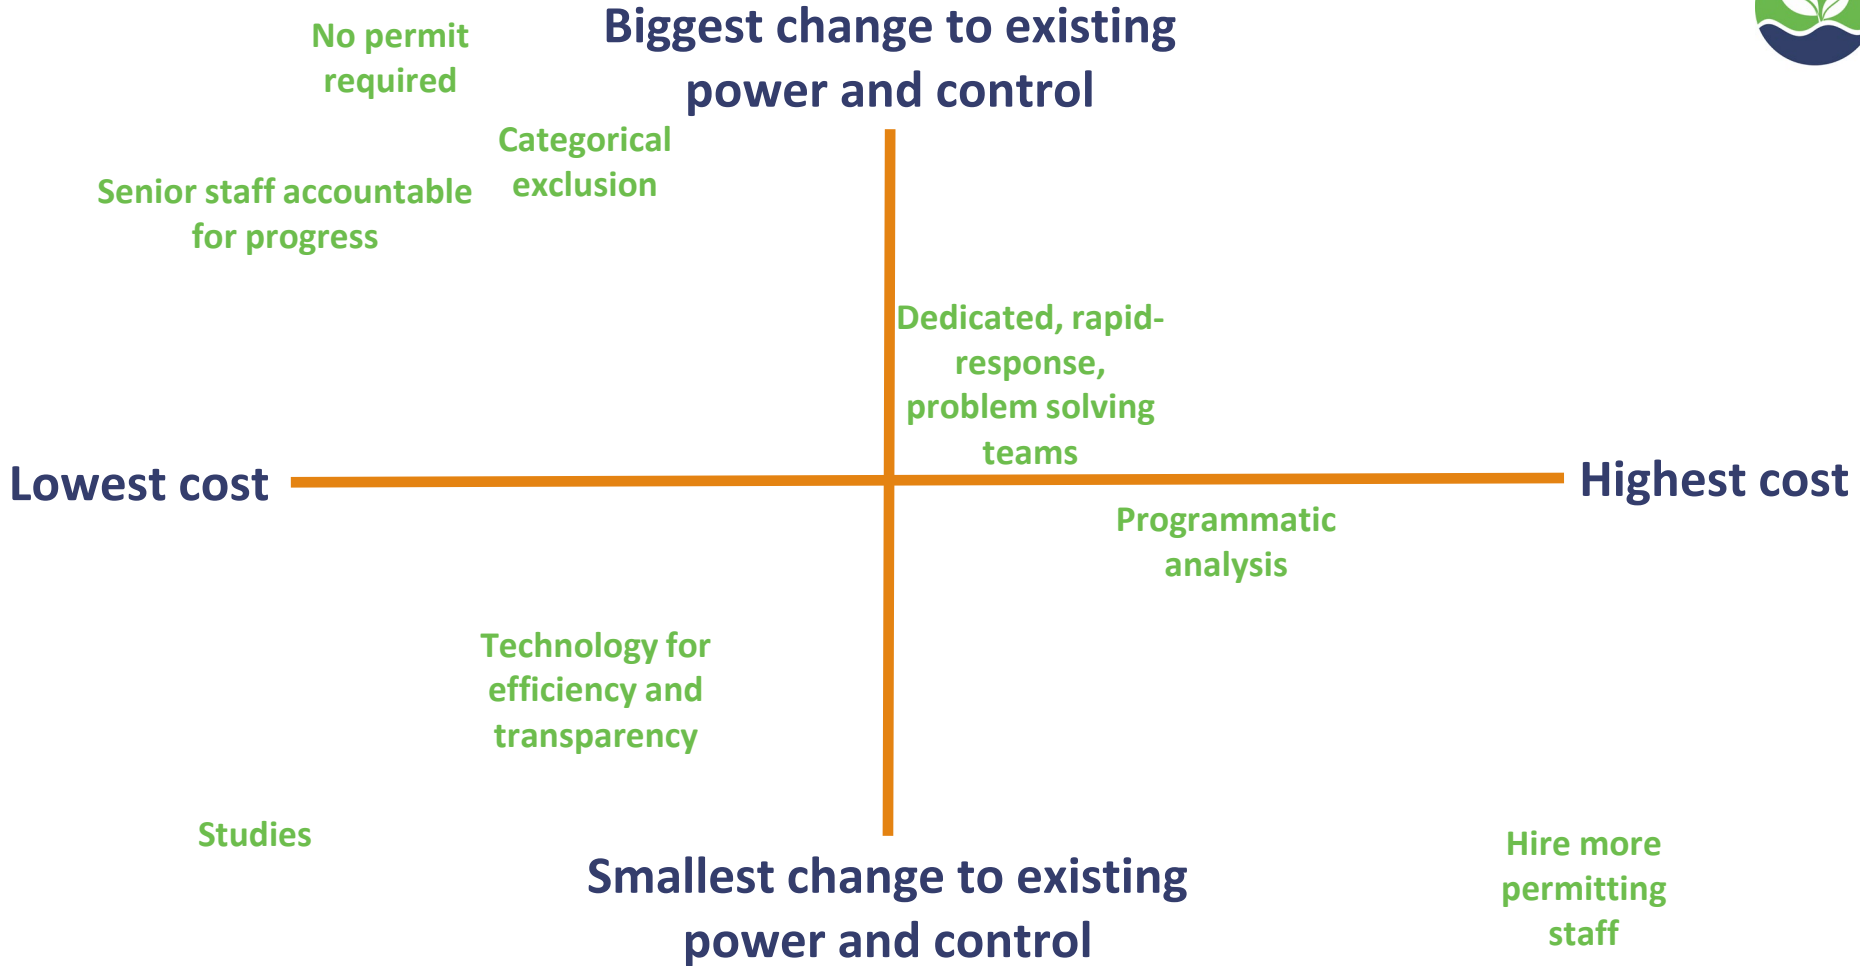 No permit
required
Biggest change to existing
power and control
Categorical
exclusion
Senior staff accountable
for progress
Dedicated, rapid-
response,
problem solving
teams
Lowest cost
Highest cost
Programmatic
analysis
Technology for
efficiency and
transparency
Studies
Smallest change to existing
power and control
Hire more
permitting
staff